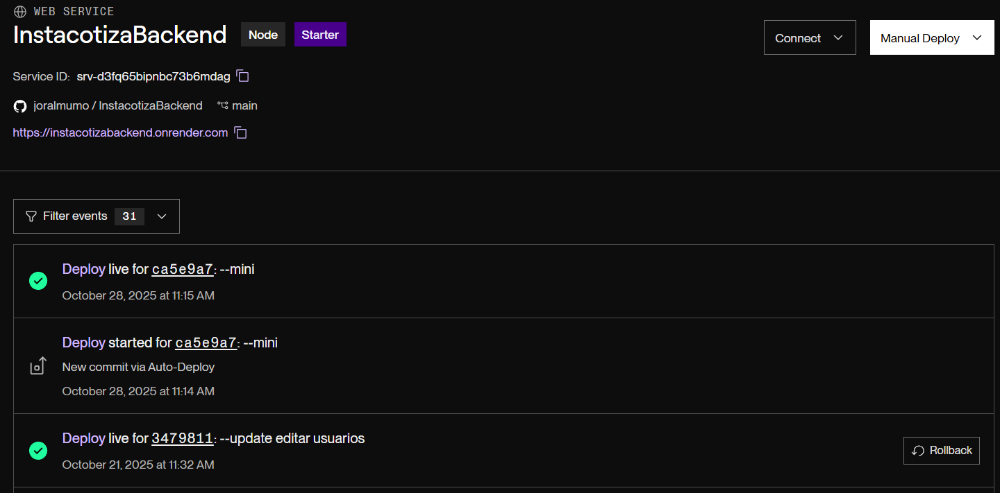 WEB SERVICE
InstacotizaBackend Node Starter Connect Manual Deploy
Service ID: srv-d3fq65bipnbc73b6mdag
joralmumo / InstacotizaBackend main
https://instacotizabackend.onrender.com
Filter events 31
Deploy live for ca5e9a7: --mini
October 28, 2025 at 11:15 AM
Deploy started for ca5e9a7: --mini
New commit via Auto-Deploy
October 28, 2025 at 11:14 AM
Deploy live for 3479811: --update editar usuarios
Rollback
October 21, 2025 at 11:32 AM